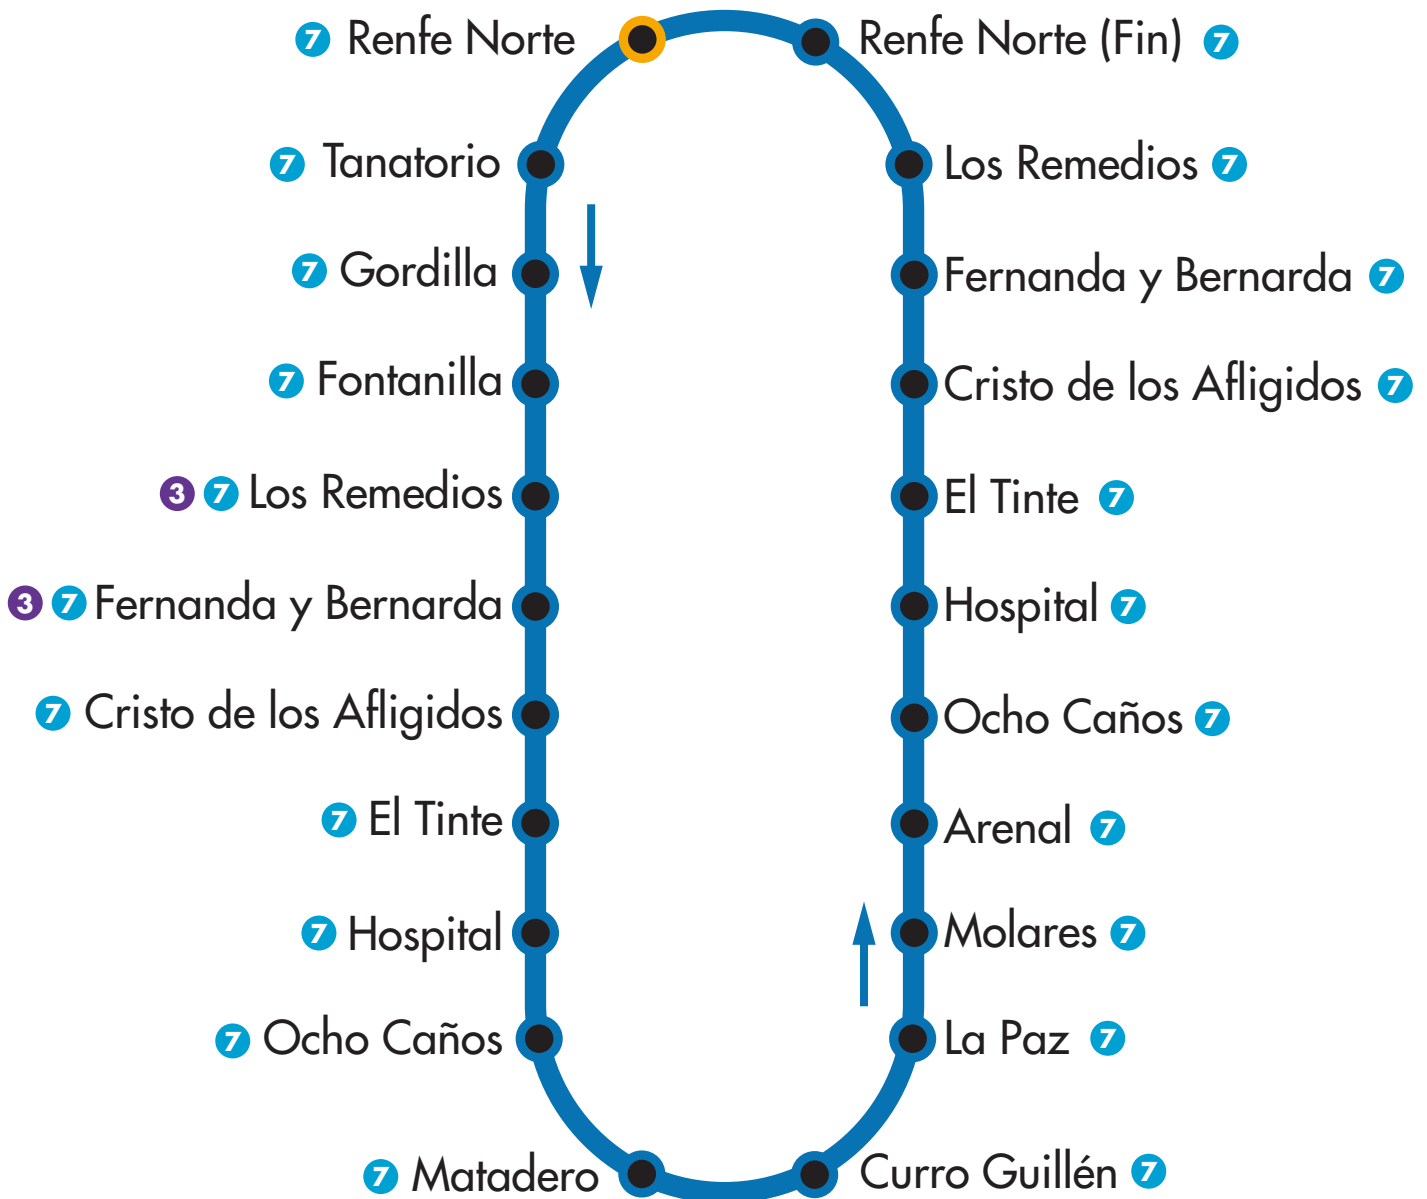 7 Renfe Norte
Renfe Norte (Fin) 7
7 Tanatorio
Los Remedios 7
7 Gordilla
Fernanda y Bernarda 7
7 Fontanilla
Cristo de los Afligidos 7
3 7 Los Remedios
El Tinte 7
3 7 Fernanda y Bernarda
Hospital 7
7 Cristo de los Afligidos
Ocho Caños 7
7 El Tinte
Arenal 7
7 Hospital
Molares 7
7 Ocho Caños
La Paz 7
7 Matadero
Curro Guillén 7